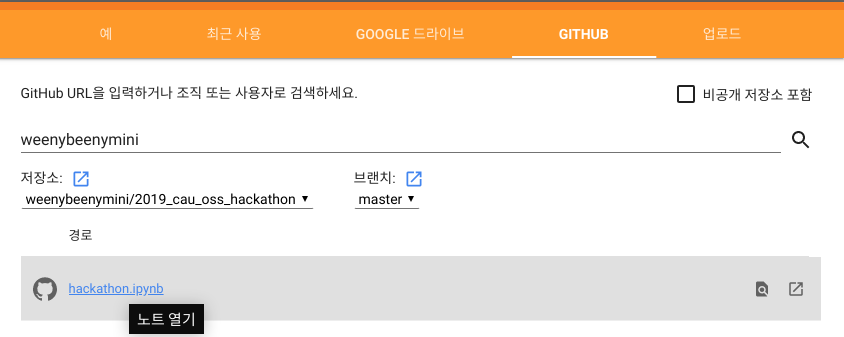 예 최근 사용 GOOGLE 드라이브 GITHUB 업로드
GitHub URL을 입력하거나 조직 또는 사용자로 검색하세요. 비공개 저장소 포함
weenybeenymini
저장소: 브랜치:
weenybeenymini/2019_cau_oss_hackathon master
경로
hackathon.ipynb
노트 열기